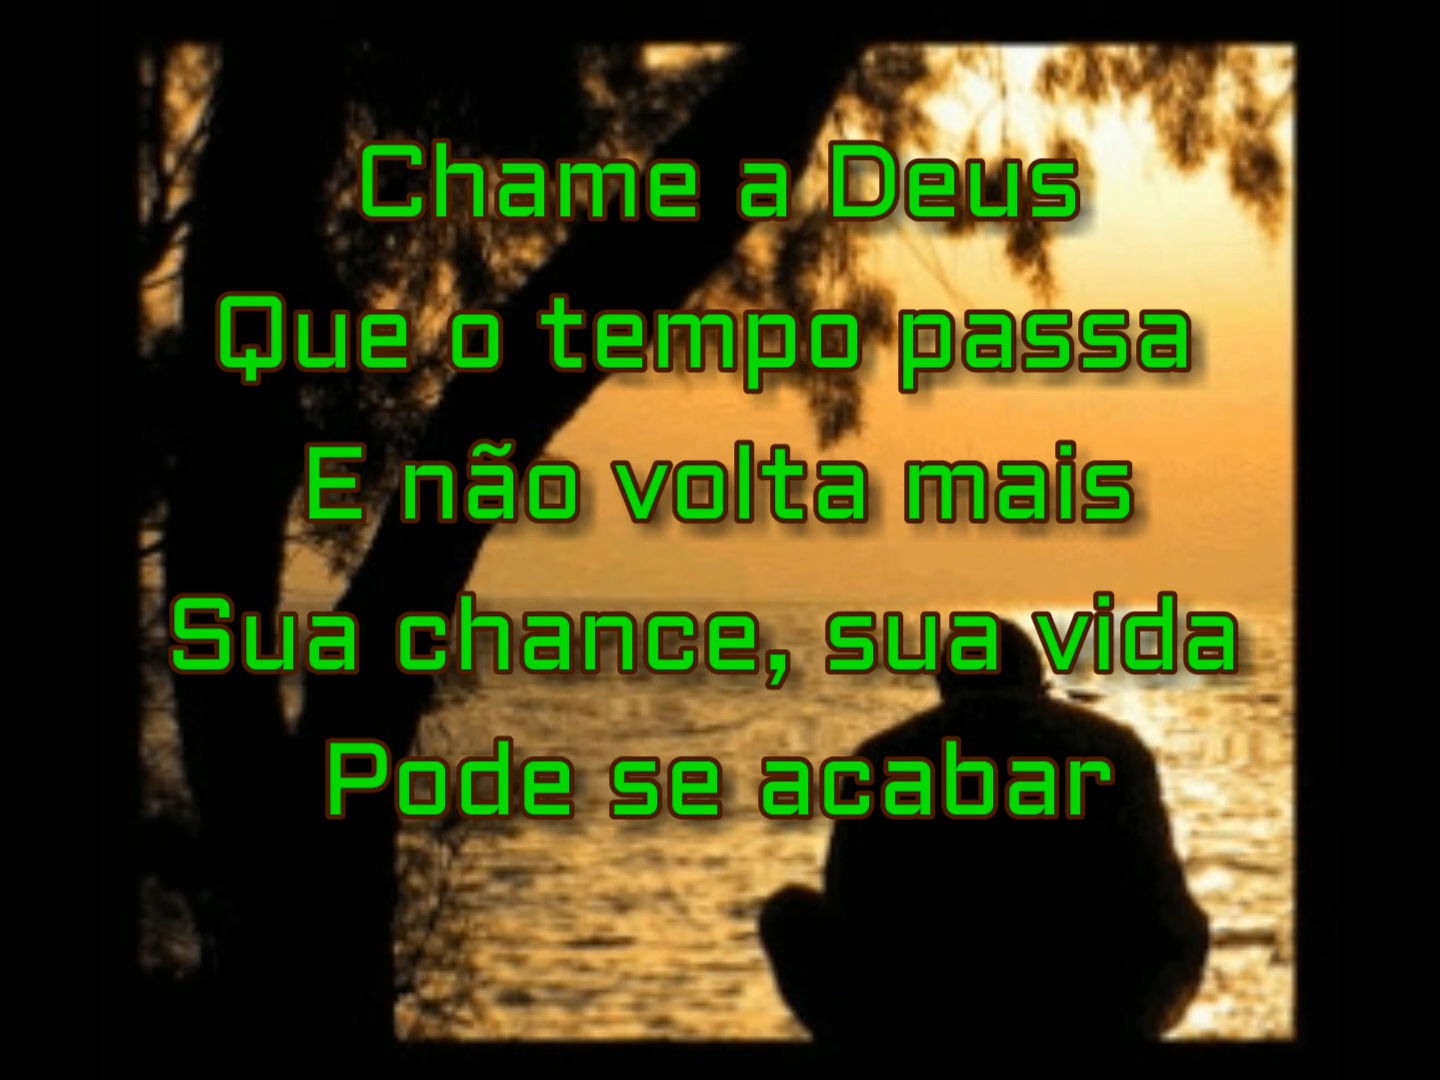 Chame a Deus
Que o tempo passa
E não volta mais
Sua chance, sua vida
Pode se acabar